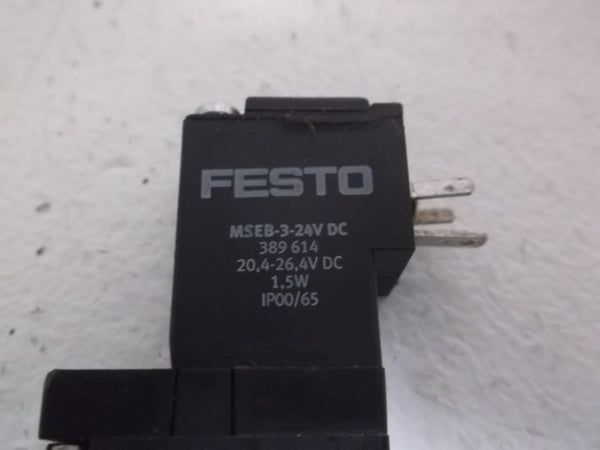 FESTO
MSEB-3-24V DC
389 614
20,4-26,4V DC
1,5W
IP00/65